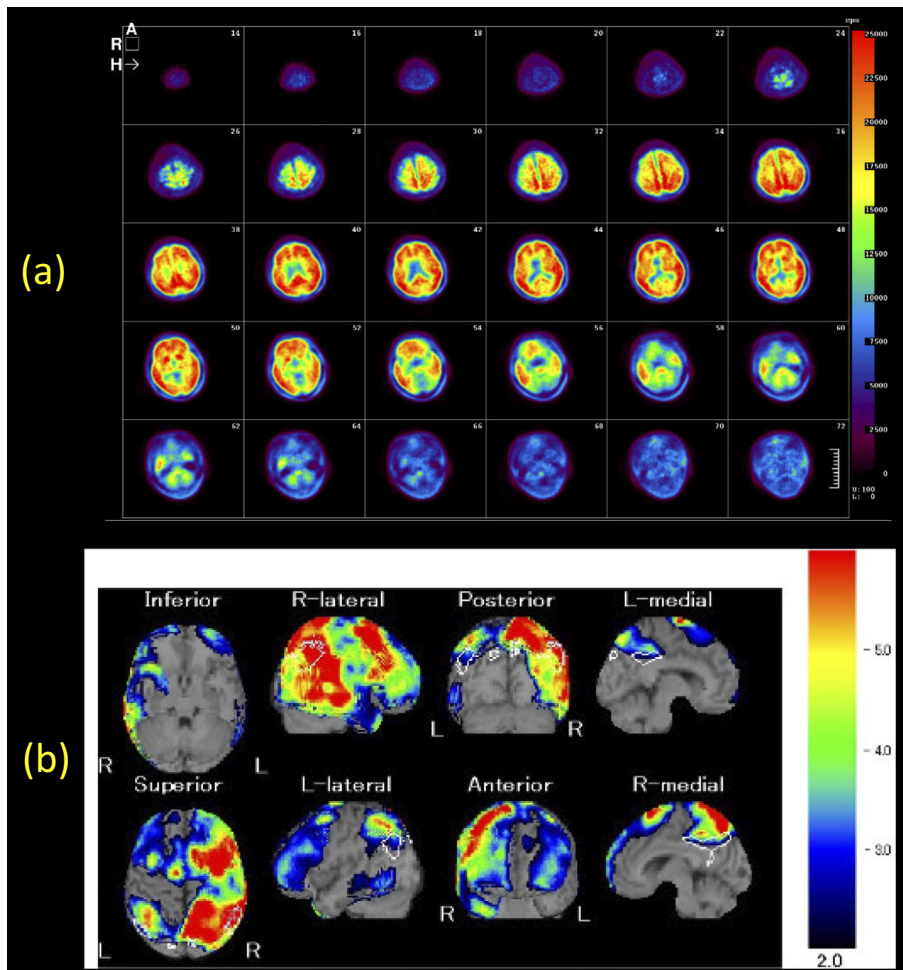 A
R
H→
14 16 18 20 22 24
cps
25000
26 28 30 32 34 36
22500
20000
17500
(a)
38 40 42 44 46 48
15000
12500
10000
50 52 54 56 58 60
7500
5000
2500
62 64 66 68 70 72
0
U:100
L: 0
(b)
Inferior R-lateral Posterior L-medial
R L L R
Superior L-lateral Anterior R-medial
L R R L
5.0
4.0
3.0
2.0